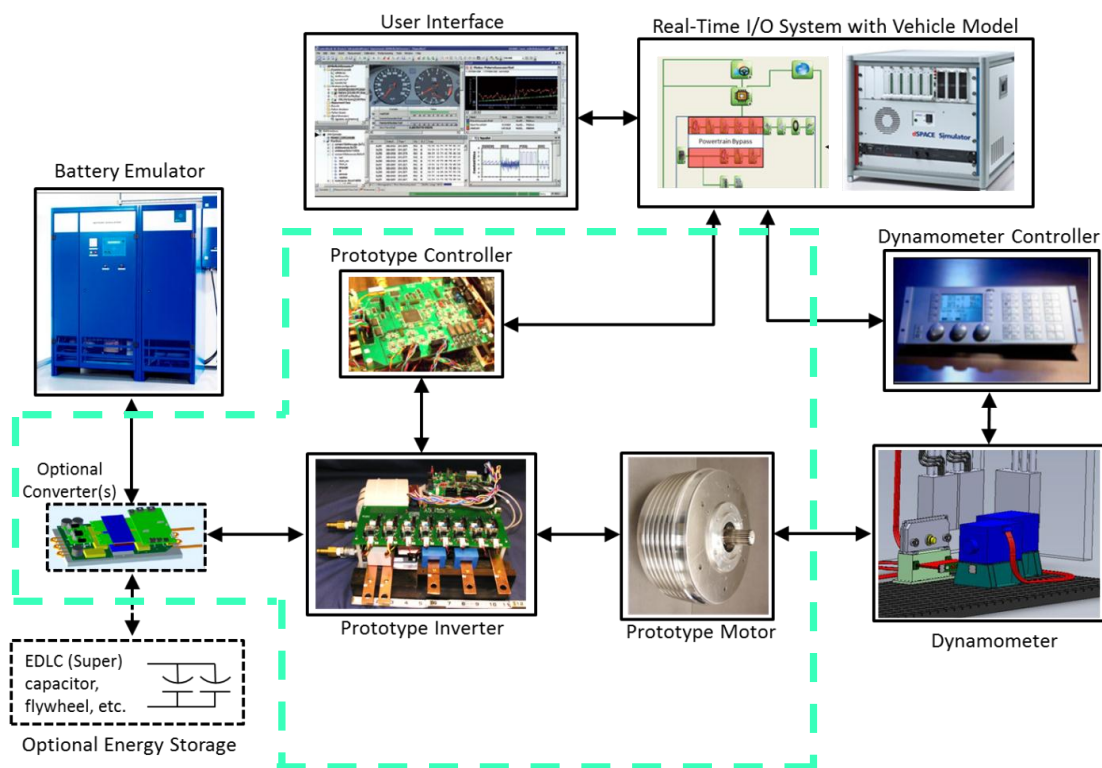 User Interface
Real-Time I/O System with Vehicle Model
Powertrain Bypass
dSPACE Simulator
Battery Emulator
Prototype Controller
Dynamometer Controller
Optional
Converter(s)
Prototype Inverter
Prototype Motor
Dynamometer
EDLC (Super)
capacitor,
flywheel, etc.
Optional Energy Storage